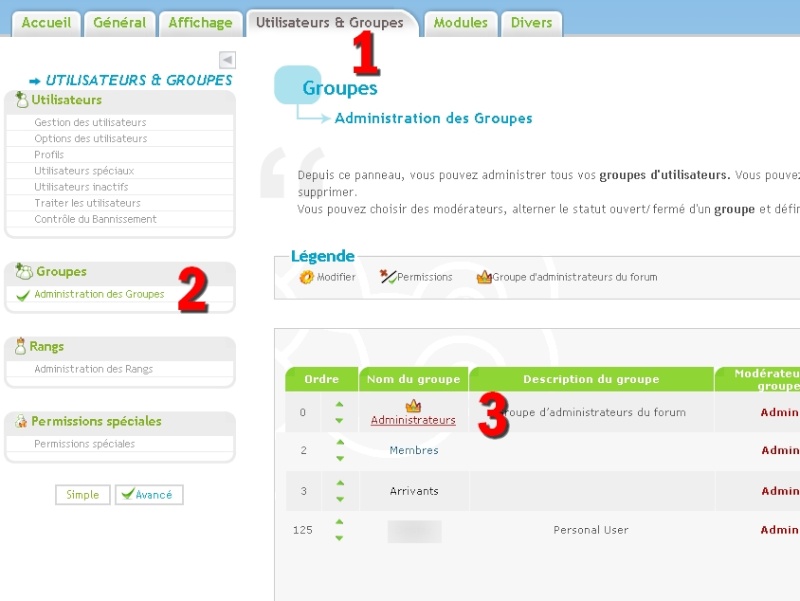 Accueil Général Affichage Utilisateurs & Groupes Modules Divers
1
UTILISATEURS & GROUPES
Utilisateurs
Gestion des utilisateurs
Options des utilisateurs
Profils
Utilisateurs spéciaux
Utilisateurs inactifs
Traiter les utilisateurs
Contrôle du Bannissement
Groupes
Administration des Groupes
2
Rangs
Administration des Rangs
Permissions spéciales
Permissions spéciales
Simple Avancé
Groupes
Administration des Groupes
Depuis ce panneau, vous pouvez administrer tous vos groupes d'utilisateurs. Vous pouvez
supprimer.
Vous pouvez choisir des modérateurs, alterner le statut ouvert/fermé d'un groupe et défin
Légende
Modifier Permissions Groupe d'administrateurs du forum
Ordre Nom du groupe Description du groupe Modérateu
groupe
0 Administrateurs 3 roupe d'administrateurs du forum Admin
2 Membres Admin
3 Arrivants Admin
125 Personal User Admin